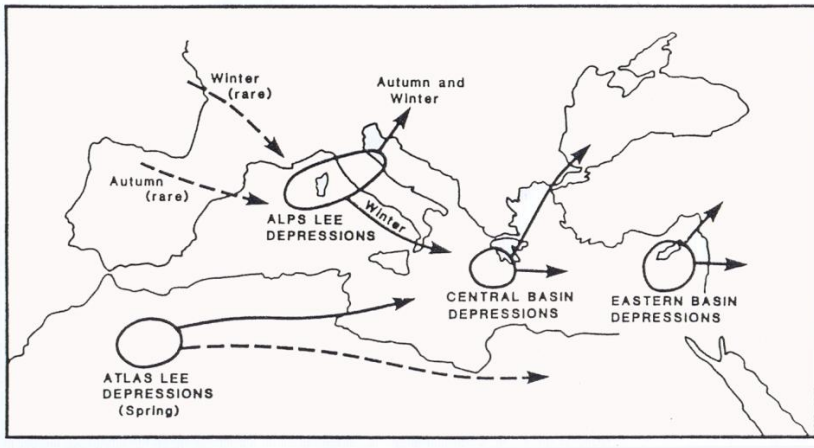 Winter
(rare)
Autumn and
Winter
Autumn
(rare)
ALPS LEE
DEPRESSIONS
Winter
CENTRAL BASIN
DEPRESSIONS
EASTERN BASIN
DEPRESSIONS
ATLAS LEE
DEPRESSIONS
(Spring)